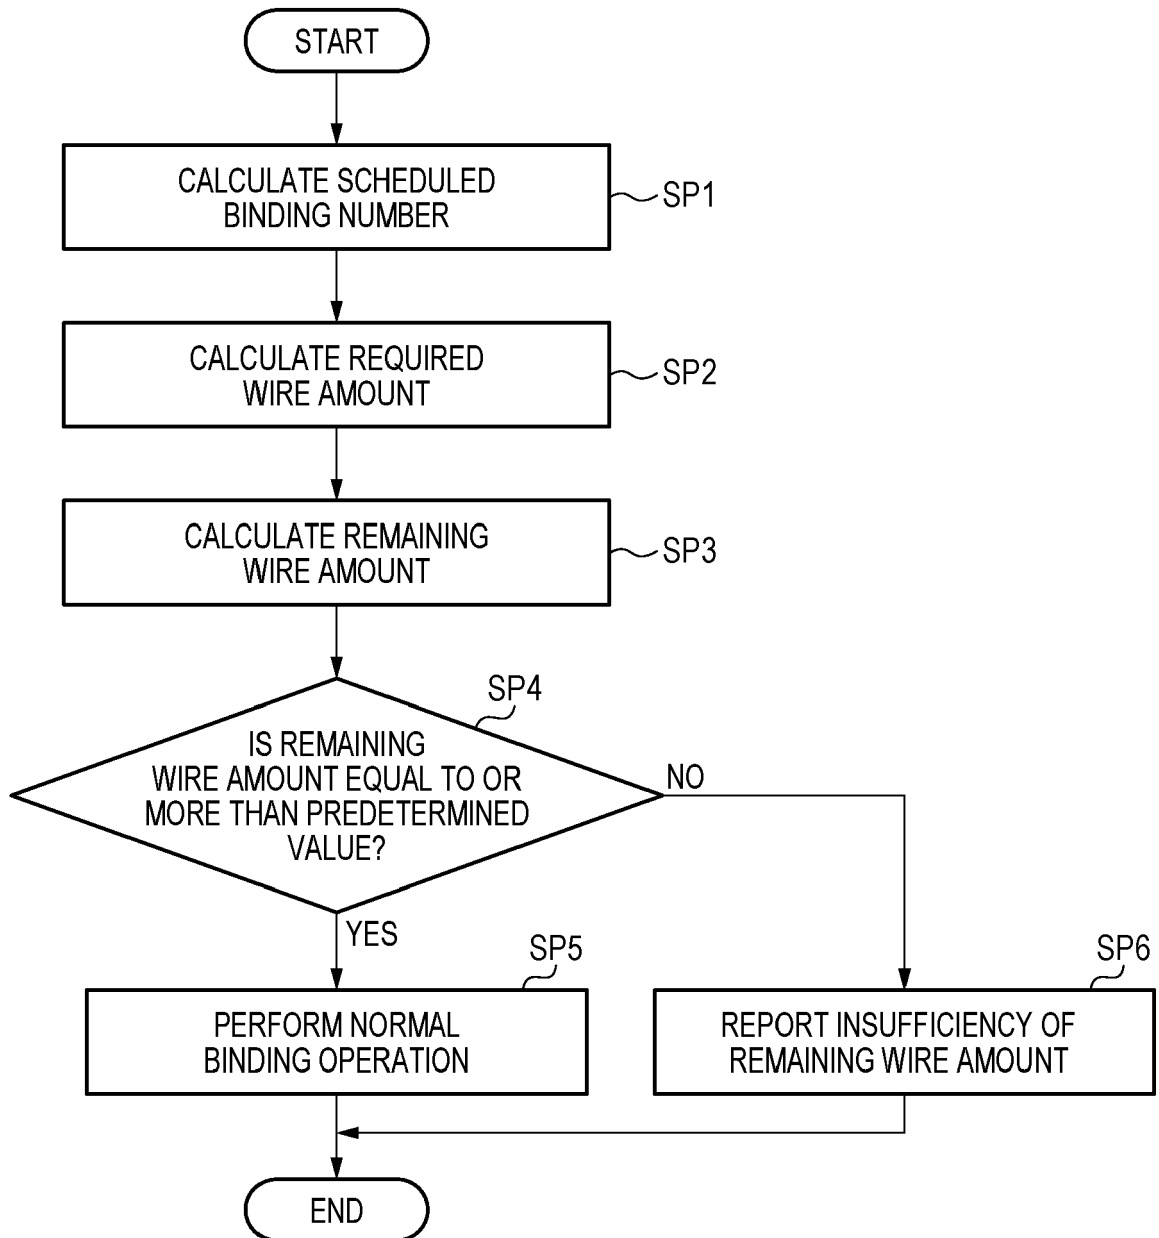 START
CALCULATE SCHEDULED
BINDING NUMBER
SP1
CALCULATE REQUIRED
WIRE AMOUNT
SP2
CALCULATE REMAINING
WIRE AMOUNT
SP3
SP4
IS REMAINING
WIRE AMOUNT EQUAL TO OR
MORE THAN PREDETERMINED
VALUE?
NO
YES
SP5
PERFORM NORMAL
BINDING OPERATION
SP6
REPORT INSUFFICIENCY OF
REMAINING WIRE AMOUNT
END